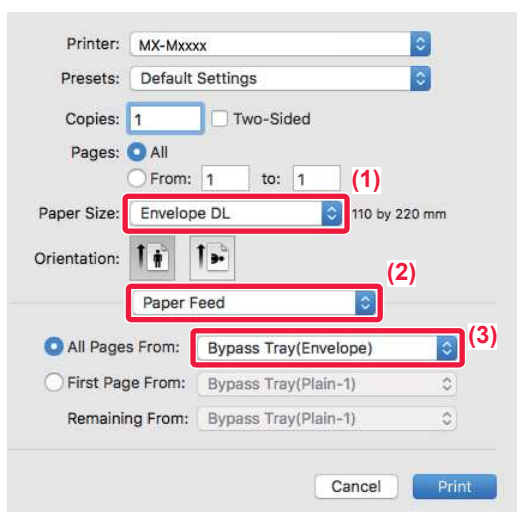 Printer: MX-Mxxxx
Presets: Default Settings
Copies: 1 Two-Sided
Pages: All
From: 1 to: 1 (1)
Paper Size: Envelope DL 110 by 220 mm
Orientation:
(2)
Paper Feed
(3)
All Pages From: Bypass Tray(Envelope)
First Page From: Bypass Tray(Plain-1)
Remaining From: Bypass Tray(Plain-1)
Cancel Print